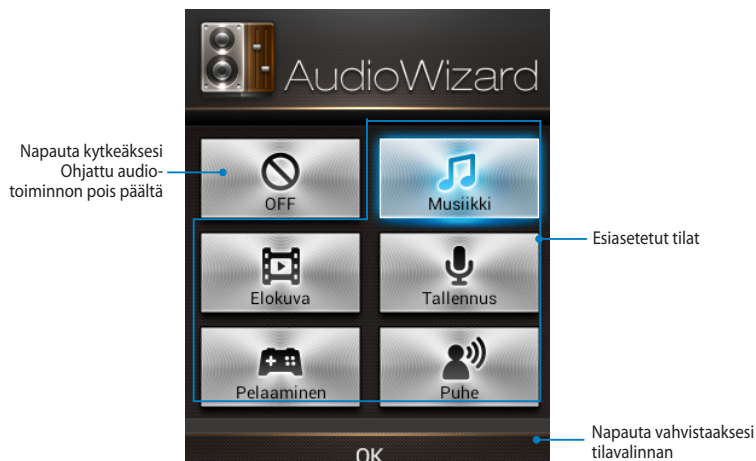 AudioWizard
Napauta kytkeäksesi
Ohjattu audio-
toiminnon pois päältä
OFF
Musiikki
Esiasetetut tilat
Elokuva
Tallennus
Pelaaminen
Puhe
Napauta vahvistaaksesi
tilavalinnan
OK